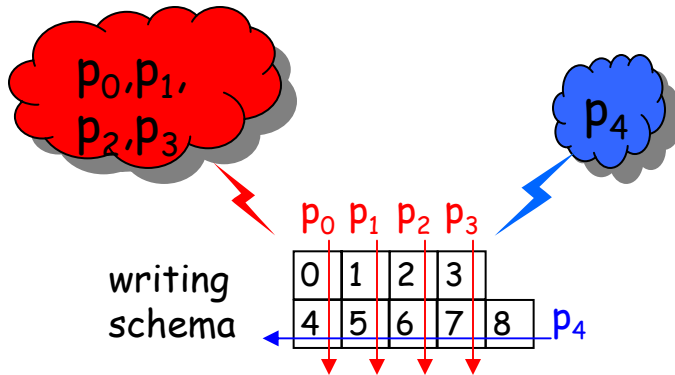 p₀,p₁,
p₂,p₃
p₄
p₀ p₁ p₂ p₃
writing
schema
0 1 2 3
4 5 6 7 8
p₄